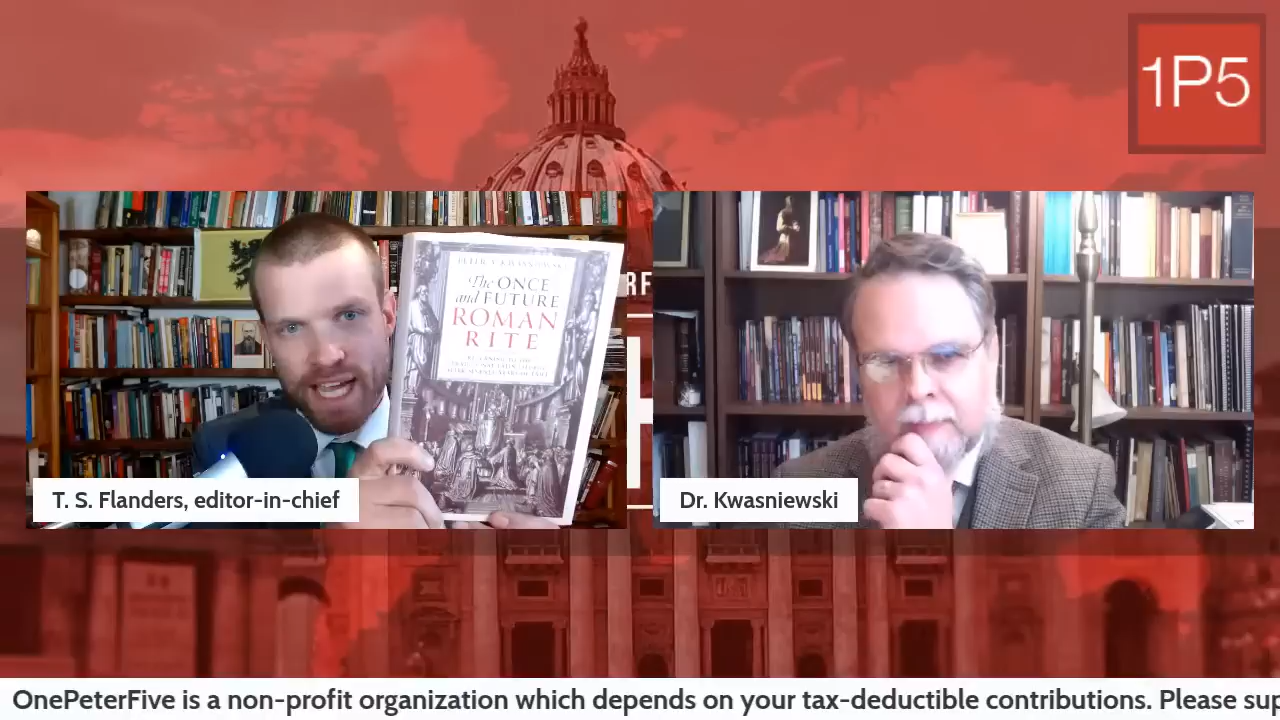 1P5
PETER KWASNIEWSKI
The ONCE
and FUTURE
ROMAN
RITE
T. S. Flanders, editor-in-chief
Dr. Kwasniewski
OnePeterFive is a non-profit organization which depends on your tax-deductible contributions. Please sup